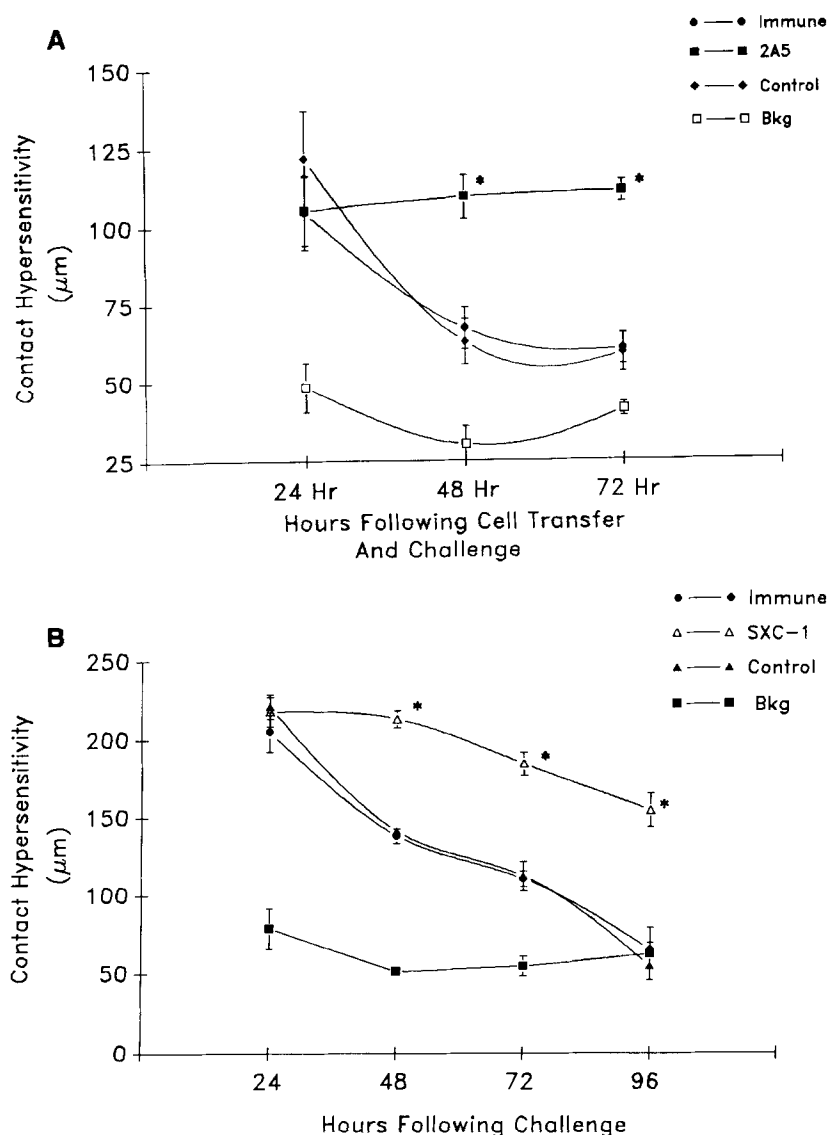 A
Immune
2A5
Control
Bkg
150
125
100
75
50
25
Contact Hypersensitivity
(μm)
*
*
24 Hr
48 Hr
72 Hr
Hours Following Cell Transfer
And Challenge
B
Immune
SXC-1
Control
Bkg
250
200
150
100
50
0
Contact Hypersensitivity
(μm)
*
*
*
24
48
72
96
Hours Following Challenge